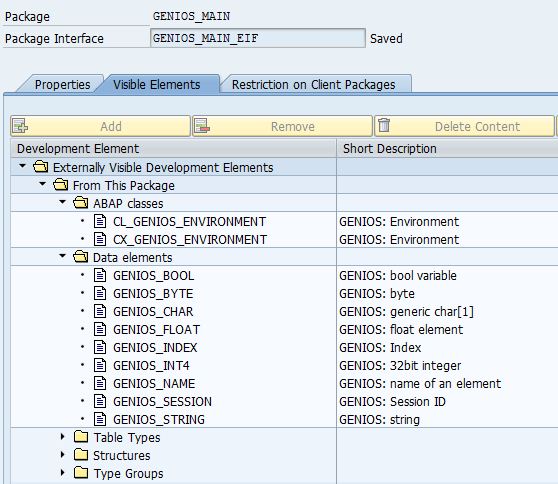 Package GENIOS_MAIN
Package Interface GENIOS_MAIN_EIF Saved
Properties Visible Elements Restriction on Client Packages
Add Remove Delete Content
Development Element Short Description
Externally Visible Development Elements
From This Package
ABAP classes
CL_GENIOS_ENVIRONMENT GENIOS: Environment
CX_GENIOS_ENVIRONMENT GENIOS: Environment
Data elements
GENIOS_BOOL GENIOS: bool variable
GENIOS_BYTE GENIOS: byte
GENIOS_CHAR GENIOS: generic char[1]
GENIOS_FLOAT GENIOS: float element
GENIOS_INDEX GENIOS: Index
GENIOS_INT4 GENIOS: 32bit integer
GENIOS_NAME GENIOS: name of an element
GENIOS_SESSION GENIOS: Session ID
GENIOS_STRING GENIOS: string
Table Types
Structures
Type Groups